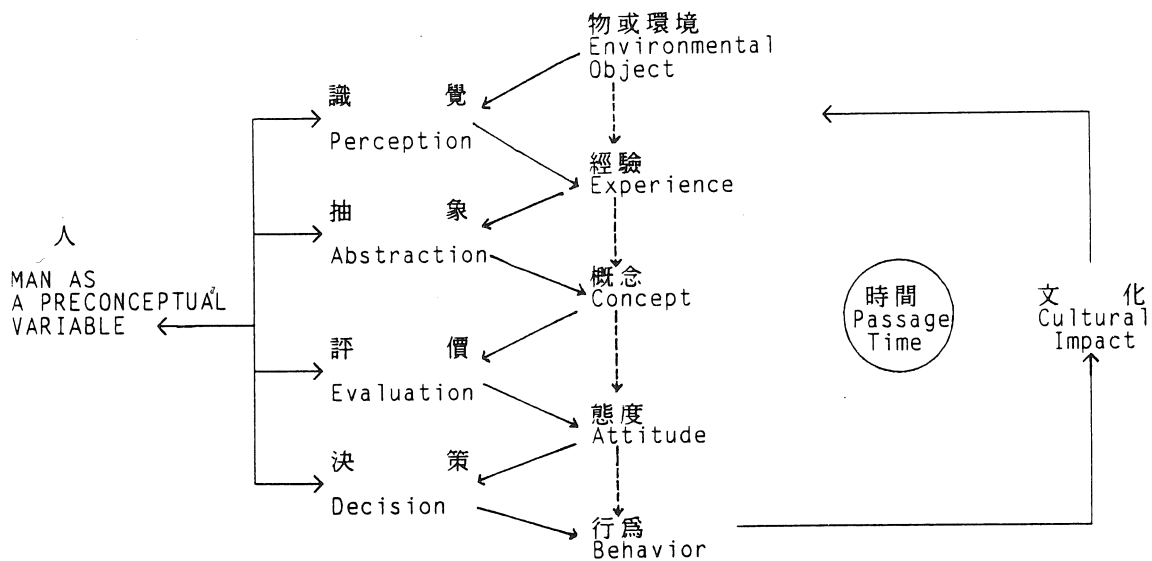 物或環境
Environmental
Object
識 覺
Perception
經驗
Experience
抽 象
Abstraction
人
MAN AS
A PRECONCEPTUAL
VARIABLE
概念
Concept
時間
Passage
Time
文 化
Cultural
Impact
評 價
Evaluation
態度
Attitude
決 策
Decision
行爲
Behavior